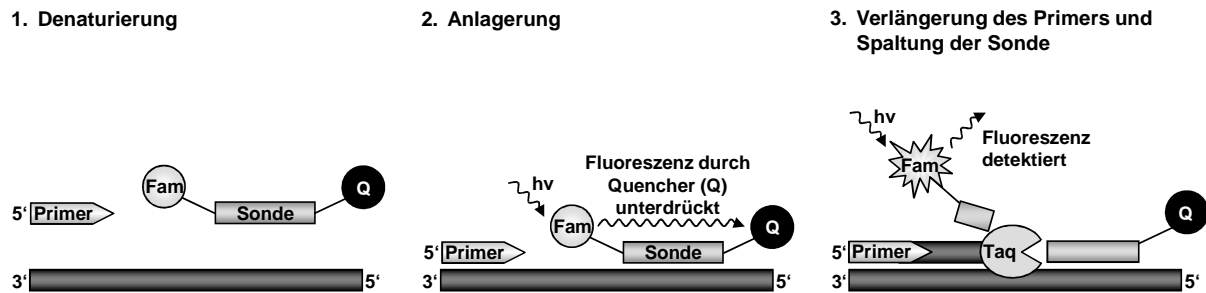 1. Denaturierung
Fam
Q
5‘ Primer
Sonde
3‘ 5‘
2. Anlagerung
Fluoreszenz durch
Quencher (Q)
unterdrückt
hv
Fam
Q
5‘ Primer
Sonde
3‘ 5‘
3. Verlängerung des Primers und
Spaltung der Sonde
hv
Fluoreszenz
detektiert
Fam
Q
5‘ Primer
Taq
3‘ 5‘